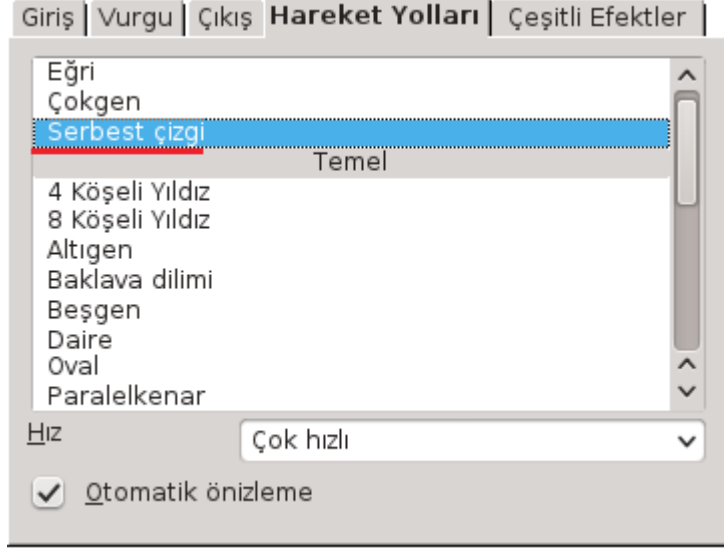 Giriş Vurgu Çıkış Hareket Yolları Çeşitli Efektler
Eğri
Çokgen
Serbest çizgi
Temel
4 Köşeli Yıldız
8 Köşeli Yıldız
Altıgen
Baklava dilimi
Beşgen
Daire
Oval
Paralelkenar
Hız Çok hızlı
Otomatik önizleme